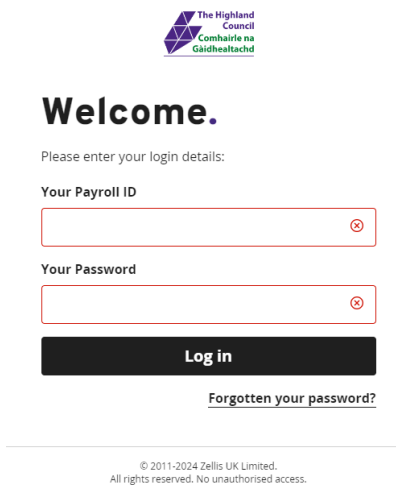 The Highland
Council
Comhairle na
Gàidhealtachd
Welcome.
Please enter your login details:
Your Payroll ID
Your Password
Log in
Forgotten your password?
© 2011-2024 Zellis UK Limited.
All rights reserved. No unauthorised access.